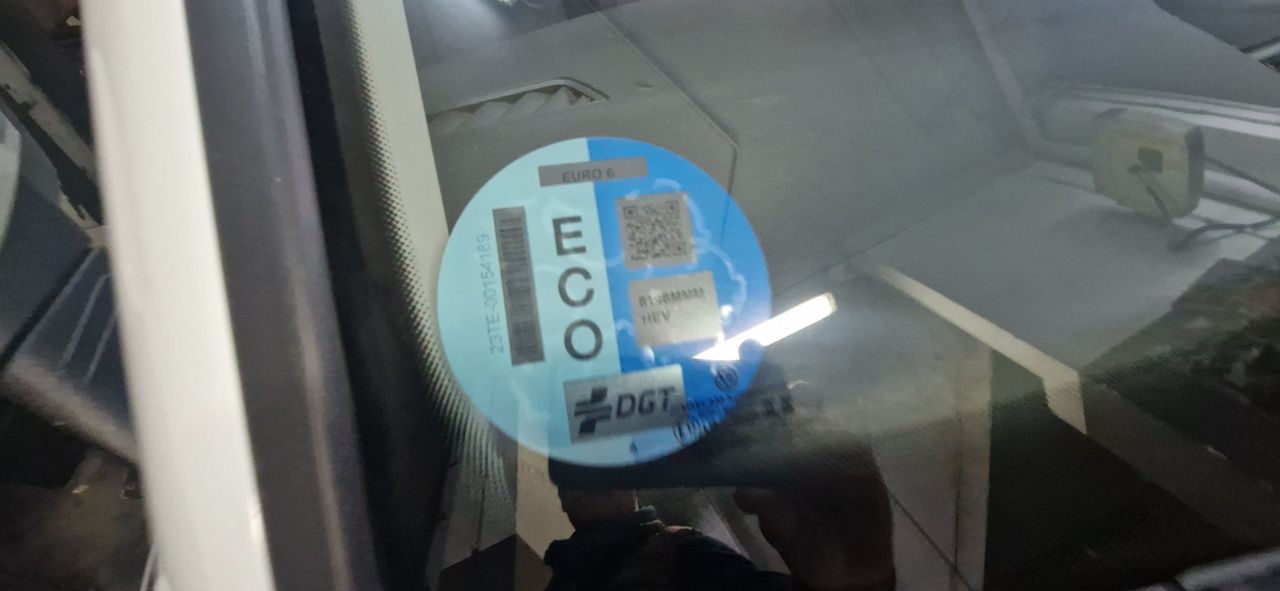 EURO 6
23TE-00154189
ECO
HEV
DGT